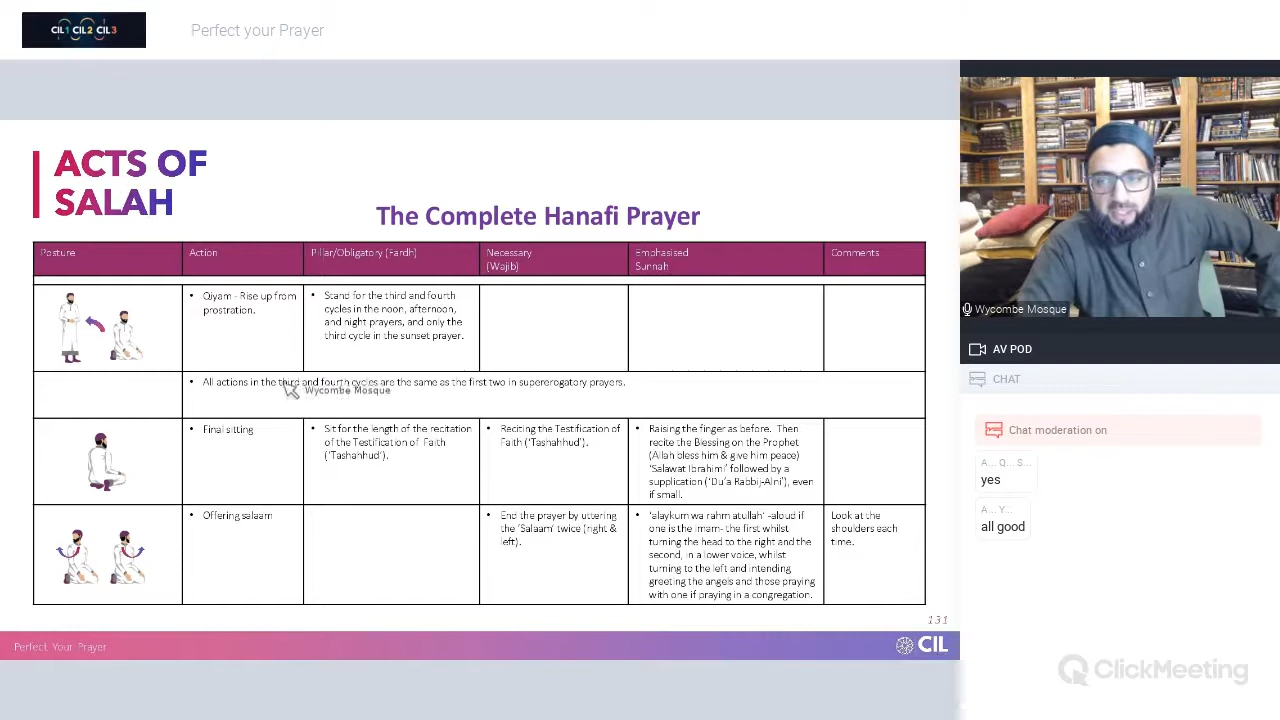 CIL1 CIL2 CIL3
Perfect your Prayer
ACTS OF
SALAH
The Complete Hanafi Prayer
Posture
Action
Pillar/Obligatory (Fardh)
Necessary
(Wajib)
Emphasised
Sunnah
Comments
• Qiyam - Rise up from
prostration.
• Stand for the third and fourth
cycles in the noon, afternoon,
and night prayers, and only the
third cycle in the sunset prayer.
• All actions in the third and fourth cycles are the same as the first two in supererogatory prayers.
Wycombe Mosque
• Final sitting
• Sit for the length of the recitation
of the Testification of Faith
('Tashahhud').
• Reciting the Testification of
Faith ('Tashahhud').
• Raising the finger as before. Then
recite the Blessing on the Prophet
(Allah bless him & give him peace)
'Salawat Ibrahimi' followed by a
supplication ('Du'a Rabbij-Alni'), even
if small.
• Offering salaam
• End the prayer by uttering
the 'Salaam' twice (right &
left).
• 'alaykum wa rahm atullah' -aloud if
one is the imam- the first whilst
turning the head to the right and the
second, in a lower voice, whilst
turning to the left and intending
greeting the angels and those praying
with one if praying in a congregation.
Look at the
shoulders each
time.
131
Perfect Your Prayer
CIL
Wycombe Mosque
AV POD
CHAT
Chat moderation on
A... Q... S...
yes
A... Y...
all good
ClickMeeting